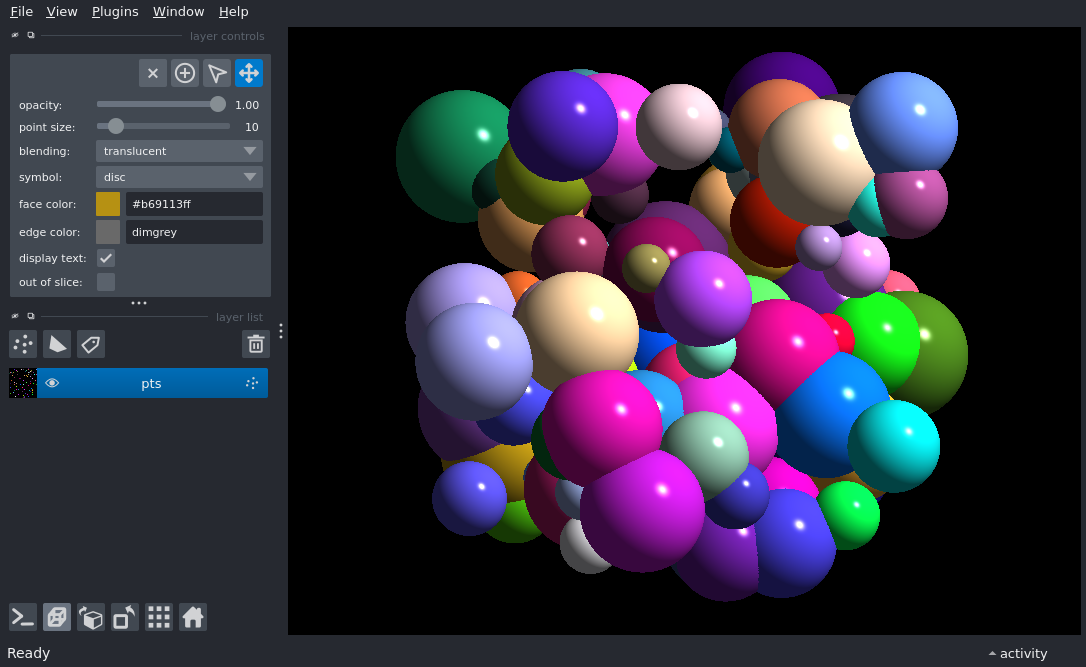 File View Plugins Window Help
layer controls
opacity: 1.00
point size: 10
blending: translucent
symbol: disc
face color: #b69113ff
edge color: dimgrey
display text:
out of slice:
layer list
pts
Ready
activity